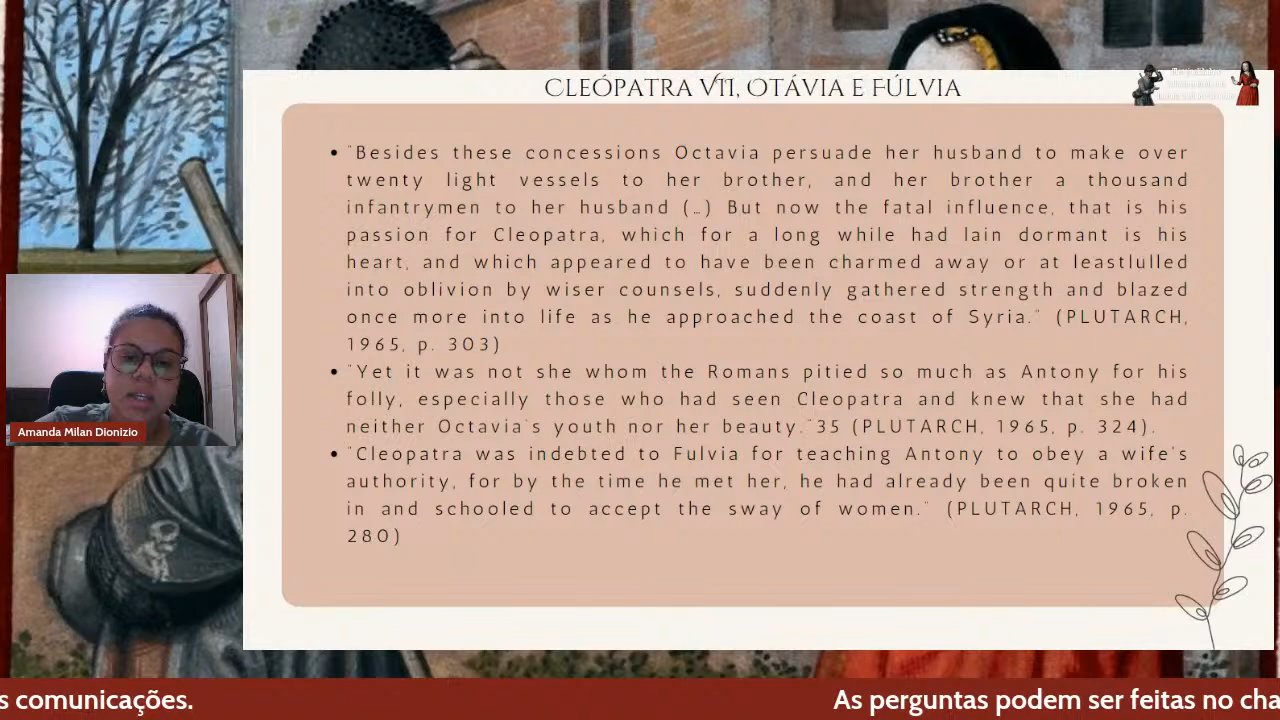 CLEÓPATRA VII, OTÁVIA E FÚLVIA
• "Besides these concessions Octavia persuade her husband to make over
twenty light vessels to her brother, and her brother a thousand
infantrymen to her husband (…) But now the fatal influence, that is his
passion for Cleopatra, which for a long while had lain dormant is his
heart, and which appeared to have been charmed away or at leastlulled
into oblivion by wiser counsels, suddenly gathered strength and blazed
once more into life as he approached the coast of Syria." (PLUTARCH,
1965, p. 303)
• "Yet it was not she whom the Romans pitied so much as Antony for his
folly, especially those who had seen Cleopatra and knew that she had
neither Octavia's youth nor her beauty."35 (PLUTARCH, 1965, p. 324).
• "Cleopatra was indebted to Fulvia for teaching Antony to obey a wife's
authority, for by the time he met her, he had already been quite broken
in and schooled to accept the sway of women." (PLUTARCH, 1965, p.
280)
Amanda Milan Dionizio
s comunicações.
As perguntas podem ser feitas no cha